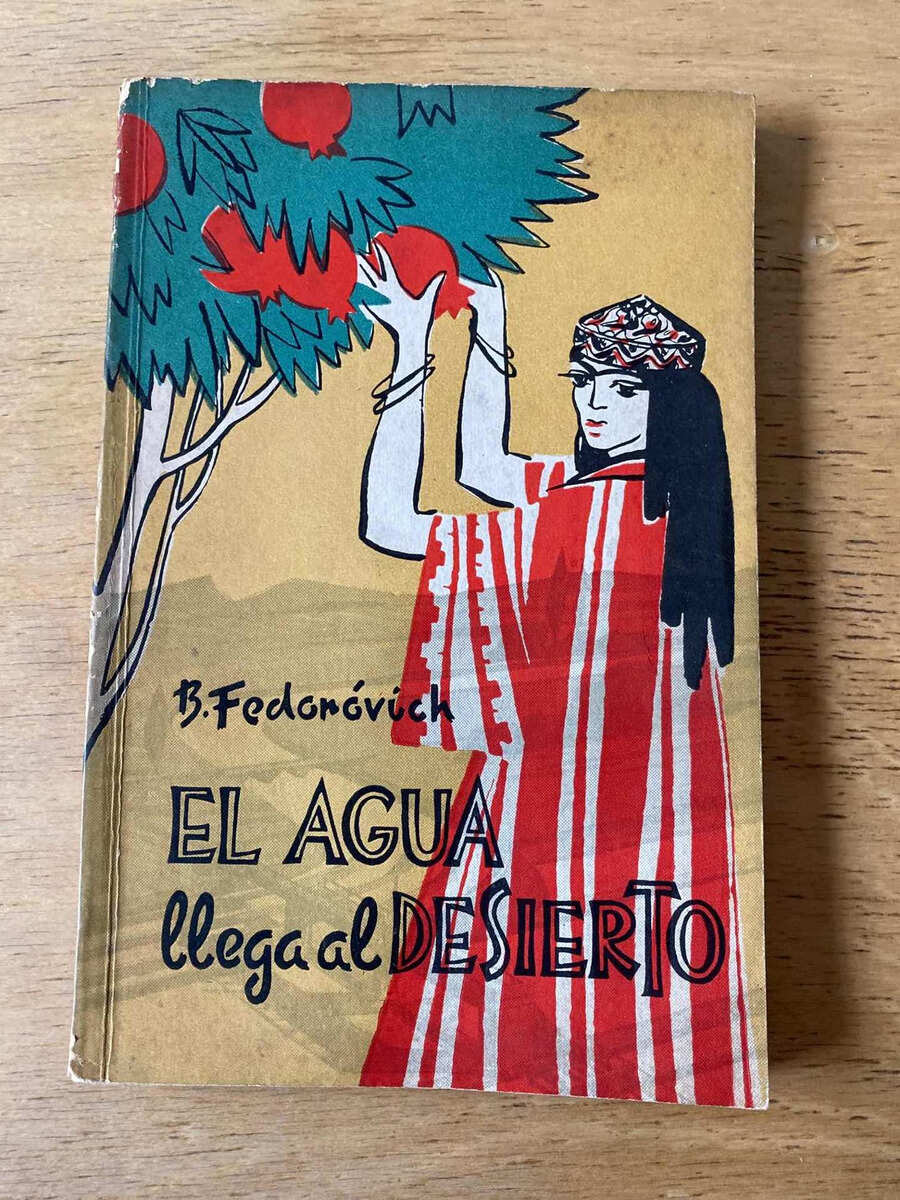 B. Fedoróvich
EL AGUA
llega al DESIERTO